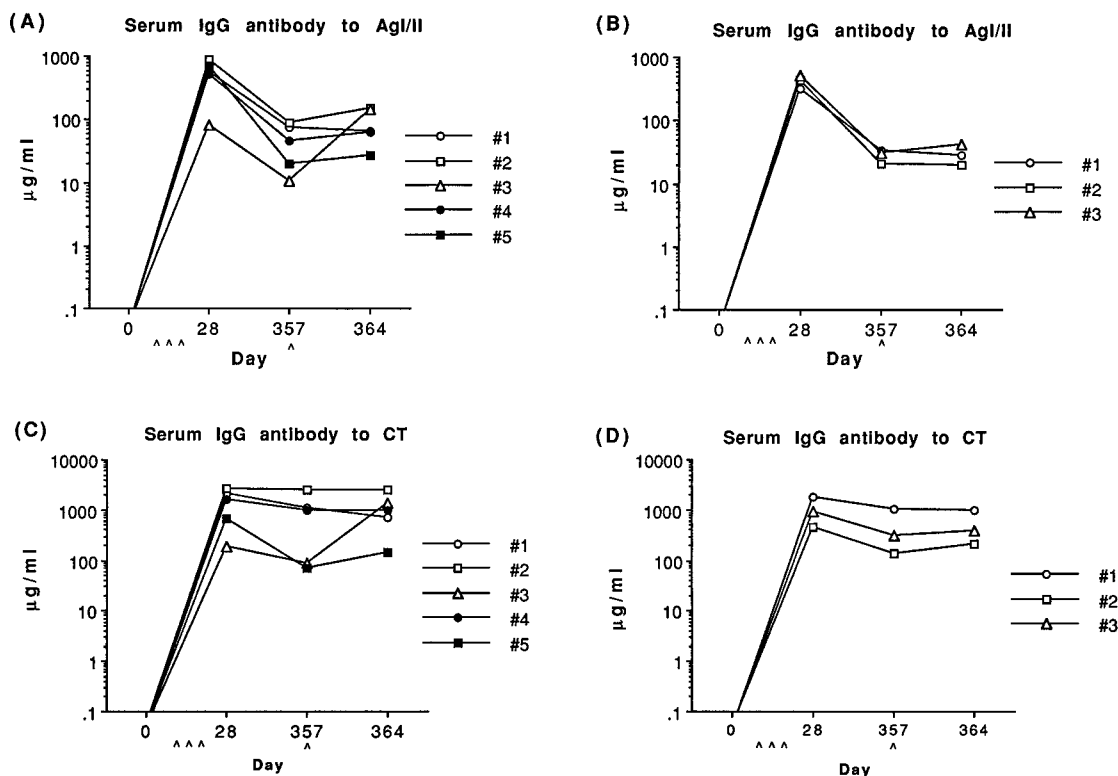 (A)
Serum IgG antibody to AgI/II
1000
100
10
1
.1
µg/ml
0 28 357 364
^ ^ ^ ^
Day
#1
#2
#3
#4
#5
(B)
Serum IgG antibody to AgI/II
1000
100
10
1
.1
µg/ml
0 28 357 364
^ ^ ^ ^
Day
#1
#2
#3
(C)
Serum IgG antibody to CT
10000
1000
100
10
1
.1
µg/ml
0 28 357 364
^ ^ ^ ^
Day
#1
#2
#3
#4
#5
(D)
Serum IgG antibody to CT
10000
1000
100
10
1
.1
µg/ml
0 28 357 364
^ ^ ^ ^
Day
#1
#2
#3